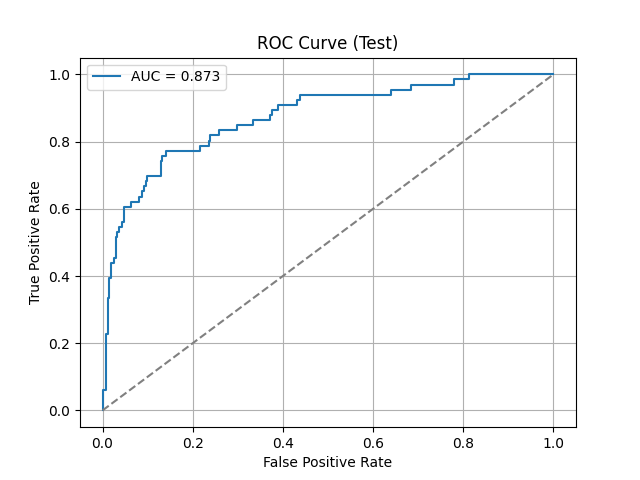 ROC Curve (Test)
AUC = 0.873
True Positive Rate
1.0
0.8
0.6
0.4
0.2
0.0
0.0 0.2 0.4 0.6 0.8 1.0
False Positive Rate